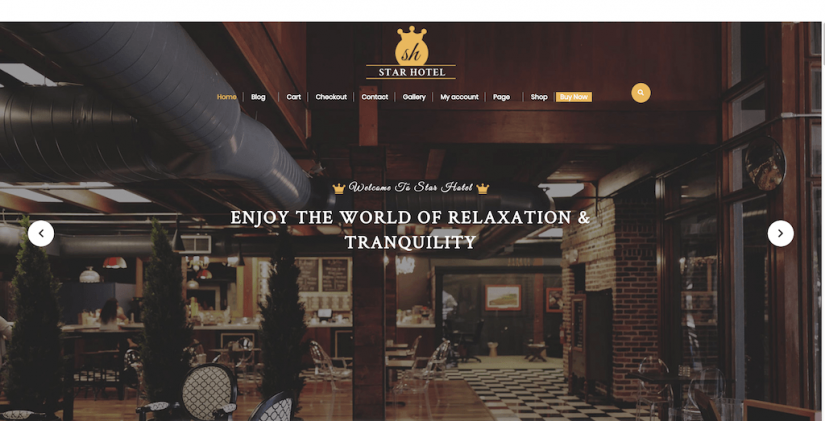 sh
STAR HOTEL
Home Blog Cart Checkout Contact Gallery My account Page Shop Buy Now
Welcome To Star Hotel
ENJOY THE WORLD OF RELAXATION &
TRANQUILITY